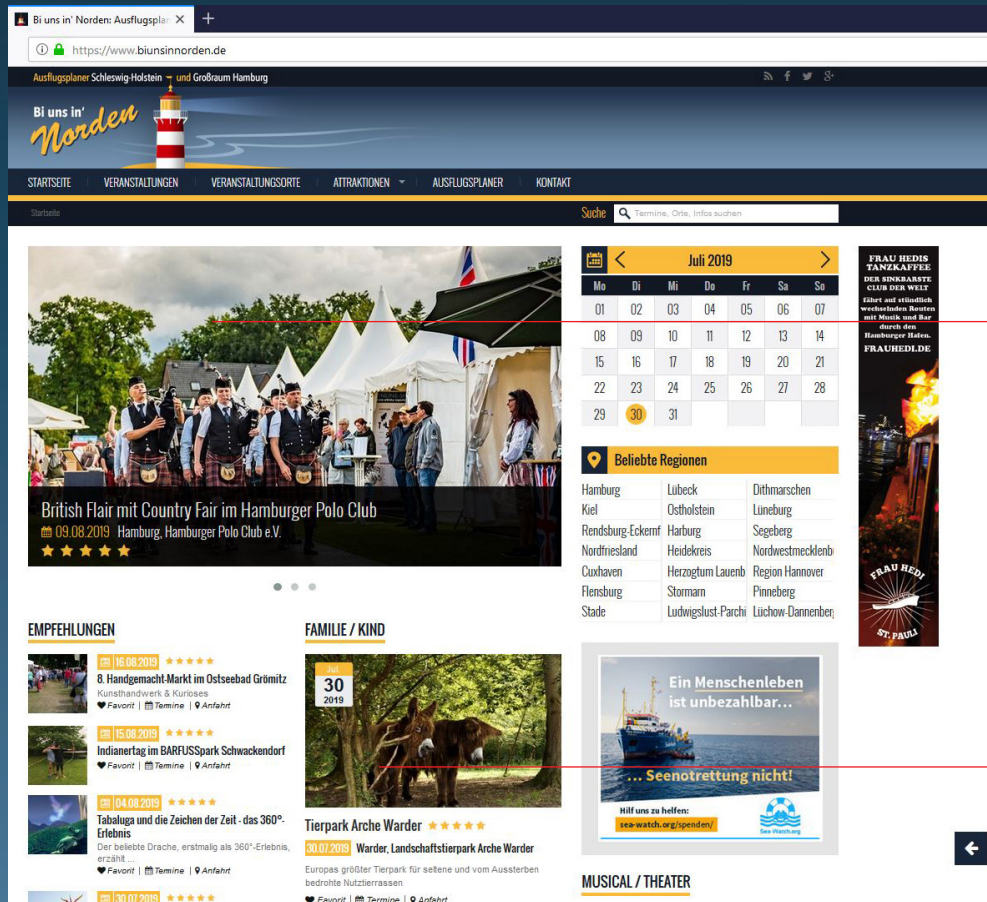 Bi uns in' Norden: Ausflugsplan
https://www.biunsinnorden.de
Ausflugsplaner Schleswig-Holstein und Großraum Hamburg
Bi uns in'
Norden
STARTSEITE
VERANSTALTUNGEN
VERANSTALTUNGSORTE
ATTRAKTIONEN
AUSFLUGSPLANER
KONTAKT
Startseite
Suche
Termine, Orte, Infos suchen
British Flair mit Country Fair im Hamburger Polo Club
09.08.2019 Hamburg, Hamburger Polo Club e.V.
Juli 2019
Mo Di Mi Do Fr Sa So
01 02 03 04 05 06 07
08 09 10 11 12 13 14
15 16 17 18 19 20 21
22 23 24 25 26 27 28
29 30 31
Beliebte Regionen
Hamburg Lübeck Dithmarschen
Kiel Ostholstein Lüneburg
Rendsburg-Eckernf Harburg Segeberg
Nordfriesland Heidekreis Nordwestmecklenb
Cuxhaven Herzogtum Lauenb Region Hannover
Flensburg Stormarn Pinneberg
Stade Ludwigslust-Parchi Lüchow-Dannenber
FRAU HEDIS
TANZKAFFEE
DER SINKBARSTE
CLUB DER WELT
fährt auf stündlich
wechselnden Routen
mit Musik und Bar
durch den
Hamburger Hafen.
FRAUHEDI.DE
FRAU HEDI
ST. PAULI
EMPFEHLUNGEN
16.08.2019
8. Handgemacht-Markt im Ostseebad Grömitz
Kunsthandwerk & Kurioses
Favorit | Termine | Anfahrt
15.08.2019
Indianertag im BARFUSSpark Schwackendorf
Favorit | Termine | Anfahrt
04.08.2019
Tabaluga und die Zeichen der Zeit - das 360°-
Erlebnis
Der beliebte Drache, erstmalig als 360°-Erlebnis,
erzählt ...
Favorit | Termine | Anfahrt
30.07.2019
FAMILIE / KIND
Jul
30
2019
Tierpark Arche Warder
30.07.2019 Warder, Landschaftstierpark Arche Warder
Europas größter Tierpark für seltene und vom Aussterben
bedrohte Nutztierrassen
Favorit | Termine | Anfahrt
Ein Menschenleben
ist unbezahlbar...
... Seenotrettung nicht!
Hilf uns zu helfen:
sea-watch.org/spenden/
Sea-Watch.org
MUSICAL / THEATER